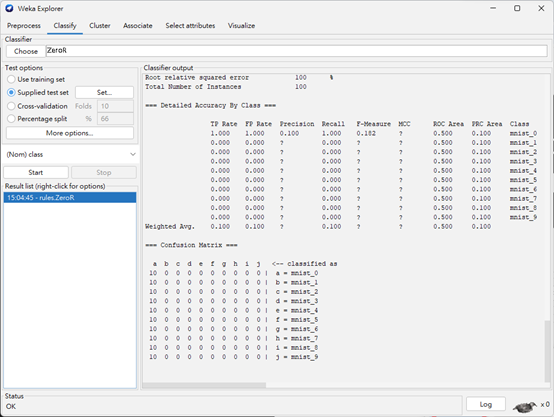 Weka Explorer
Preprocess Classify Cluster Associate Select attributes Visualize
Classifier
Choose ZeroR
Test options
Use training set
Supplied test set Set...
Cross-validation Folds 10
Percentage split % 66
More options...
(Nom) class
Start Stop
Result list (right-click for options)
15:04:45 - rules.ZeroR
Classifier output
Root relative squared error 100 %
Total Number of Instances 100
=== Detailed Accuracy By Class ===
TP Rate FP Rate Precision Recall F-Measure MCC ROC Area PRC Area Class
1.000 1.000 0.100 1.000 0.182 ? 0.500 0.100 mnist_0
0.000 0.000 ? 0.000 ? ? 0.500 0.100 mnist_1
0.000 0.000 ? 0.000 ? ? 0.500 0.100 mnist_2
0.000 0.000 ? 0.000 ? ? 0.500 0.100 mnist_3
0.000 0.000 ? 0.000 ? ? 0.500 0.100 mnist_4
0.000 0.000 ? 0.000 ? ? 0.500 0.100 mnist_5
0.000 0.000 ? 0.000 ? ? 0.500 0.100 mnist_6
0.000 0.000 ? 0.000 ? ? 0.500 0.100 mnist_7
0.000 0.000 ? 0.000 ? ? 0.500 0.100 mnist_8
0.000 0.000 ? 0.000 ? ? 0.500 0.100 mnist_9
Weighted Avg. 0.100 0.100 ? 0.100 ? ? 0.500 0.100
=== Confusion Matrix ===
a b c d e f g h i j <-- classified as
10 0 0 0 0 0 0 0 0 0 | a = mnist_0
10 0 0 0 0 0 0 0 0 0 | b = mnist_1
10 0 0 0 0 0 0 0 0 0 | c = mnist_2
10 0 0 0 0 0 0 0 0 0 | d = mnist_3
10 0 0 0 0 0 0 0 0 0 | e = mnist_4
10 0 0 0 0 0 0 0 0 0 | f = mnist_5
10 0 0 0 0 0 0 0 0 0 | g = mnist_6
10 0 0 0 0 0 0 0 0 0 | h = mnist_7
10 0 0 0 0 0 0 0 0 0 | i = mnist_8
10 0 0 0 0 0 0 0 0 0 | j = mnist_9
Status
OK
Log
x 0